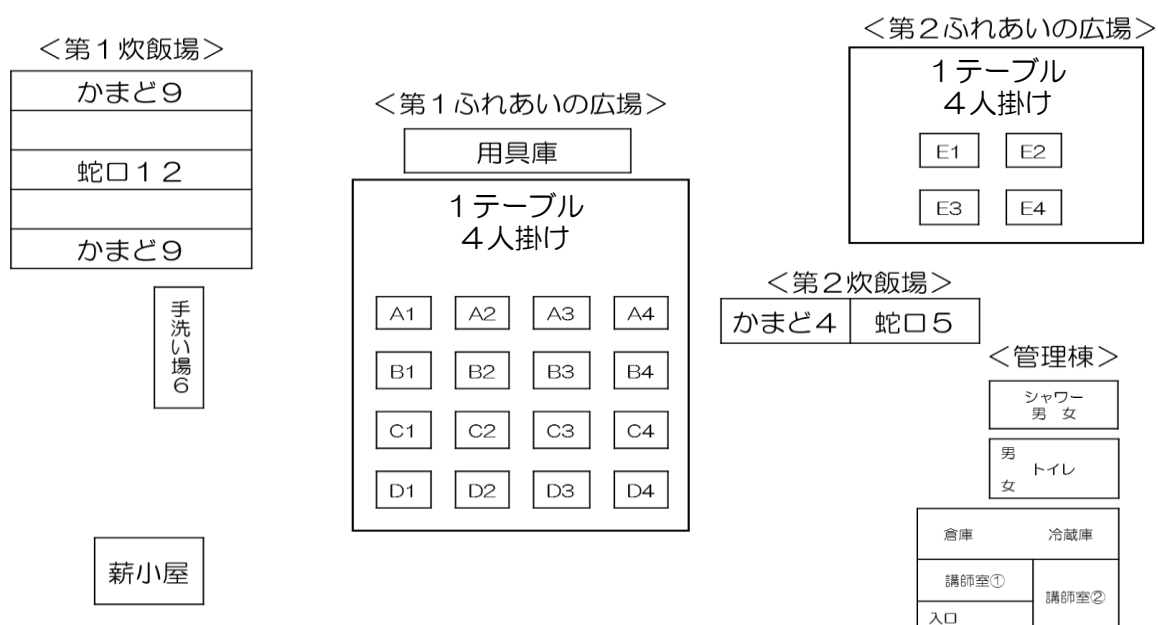 ＜第１炊飯場＞
かまど９
蛇口１２
かまど９
手洗い場６
薪小屋
＜第１ふれあいの広場＞
用具庫
１テーブル
４人掛け
A1 A2 A3 A4
B1 B2 B3 B4
C1 C2 C3 C4
D1 D2 D3 D4
＜第２ふれあいの広場＞
１テーブル
４人掛け
E1 E2
E3 E4
＜第２炊飯場＞
かまど４ 蛇口５
＜管理棟＞
シャワー
男 女
男
トイレ
女
倉庫 冷蔵庫
講師室①
講師室②
入口